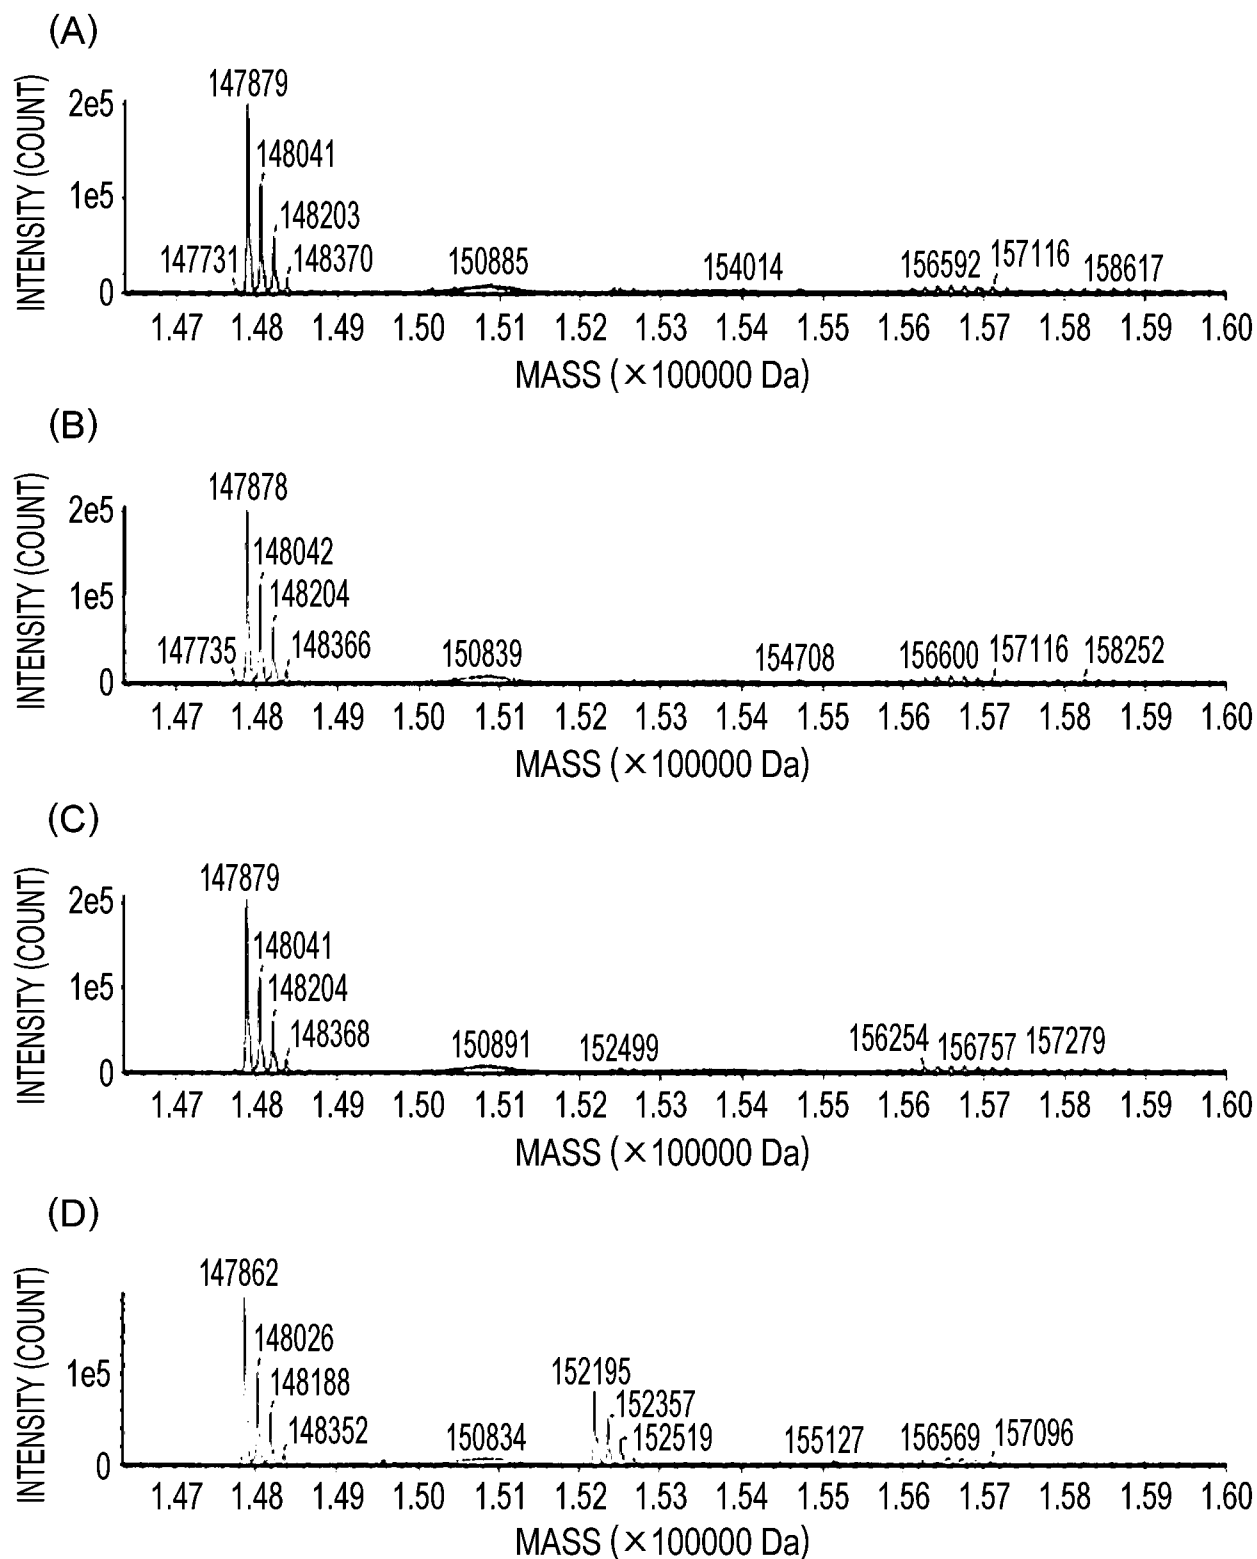 (A)
INTENSITY (COUNT)
2e5
1e5
0
147879
148041
148203
147731
148370
150885
154014
156592
157116
158617
1.47 1.48 1.49 1.50 1.51 1.52 1.53 1.54 1.55 1.56 1.57 1.58 1.59 1.60
MASS (×100000 Da)
(B)
INTENSITY (COUNT)
2e5
1e5
0
147878
148042
148204
147735
148366
150839
154708
156600
157116
158252
1.47 1.48 1.49 1.50 1.51 1.52 1.53 1.54 1.55 1.56 1.57 1.58 1.59 1.60
MASS (×100000 Da)
(C)
INTENSITY (COUNT)
2e5
1e5
0
147879
148041
148204
148368
150891
152499
156254
156757
157279
1.47 1.48 1.49 1.50 1.51 1.52 1.53 1.54 1.55 1.56 1.57 1.58 1.59 1.60
MASS (×100000 Da)
(D)
INTENSITY (COUNT)
1e5
0
147862
148026
148188
148352
150834
152195
152357
152519
155127
156569
157096
1.47 1.48 1.49 1.50 1.51 1.52 1.53 1.54 1.55 1.56 1.57 1.58 1.59 1.60
MASS (×100000 Da)